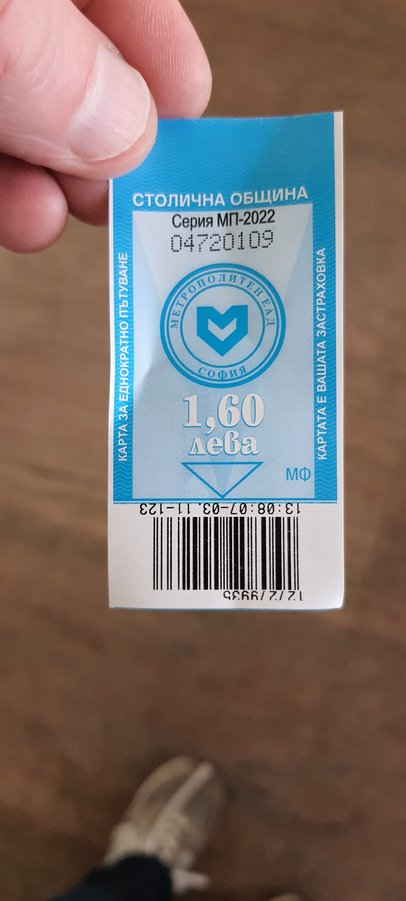 СТОЛИЧНА ОБЩИНА
Серия МП-2022
04720109
КАРТА ЗА ЕДНОКРАТНО ПЪТУВАНЕ
МЕТРОПОЛИТЕН ЕАД
СОФИЯ
КАРТАТА Е ВАШАТА ЗАСТРАХОВКА
1,60
лева
МФ
13:08:07-03.11-123